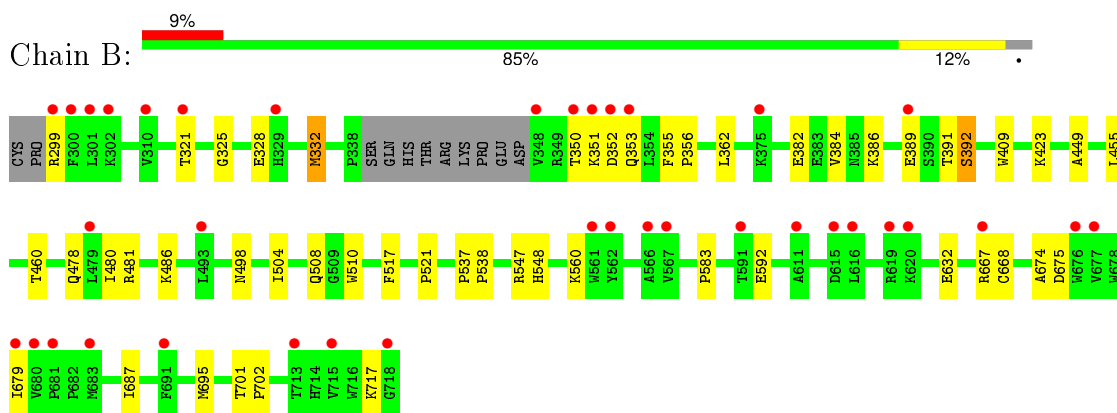 9%
Chain B:
85% 12% •
CYS PRO R299 F300 L301 K302 V310 T321 G325 E328 H329 M332 P338 SER GLN HIS THR ARG LYS PRO GLU ASP V348 R349 T350 K351 D352 Q353 L354 F355 P356 L362 K375 E382 E383 V384 N385 K386 E389 S390 T391 S392 W409 K423 A449 L455
T460 Q478 L479 I480 R481 K486 L493 N498 I504 Q508 G509 W510 F517 P521 P537 P538 R547 H548 K560 W561 Y562 A566 V567 P583 T591 E592 A611 D615 L616 R619 K620 E632 R667 C668 A674 D675 W676 V677 W678
I679 V680 P681 P682 M683 I687 F691 M695 T701 P702 T713 H714 V715 W716 K717 G718